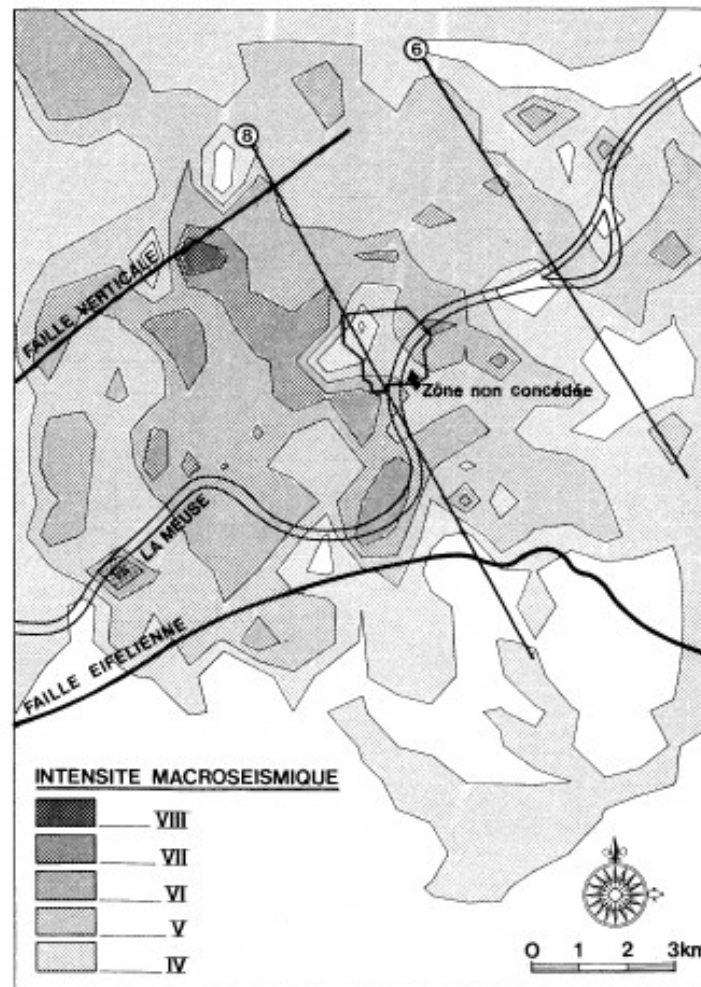 6
8
FAILLE VERTICALE
Zône non concédée
LA MEUSE
FAILLE EIFELIENNE
INTENSITE MACROSEISMIQUE
VIII
VII
VI
V
IV
0 1 2 3km